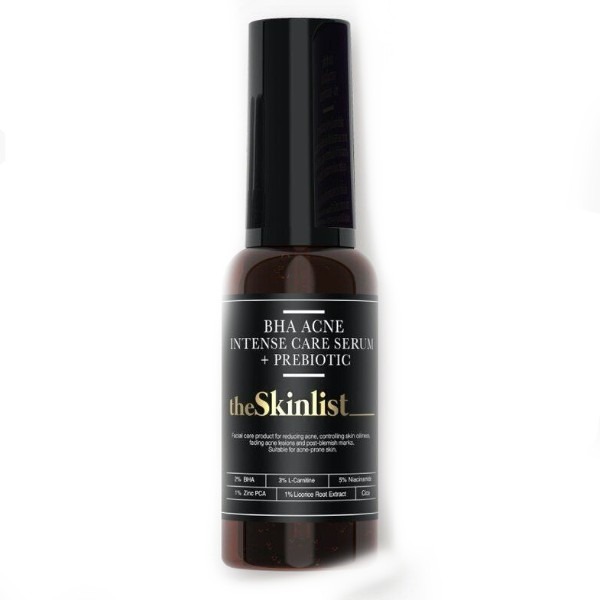 BHA ACNE
INTENSE CARE SERUM
+ PREBIOTIC
theSkinlist
Facial care product for reducing acne, controlling skin oiliness,
fading acne lesions and post-blemish marks.
Suitable for acne-prone skin.
2% BHA 3% L-Carnitine 5% Niacinamide
1% Zinc PCA 1% Licorice Root Extract Cica